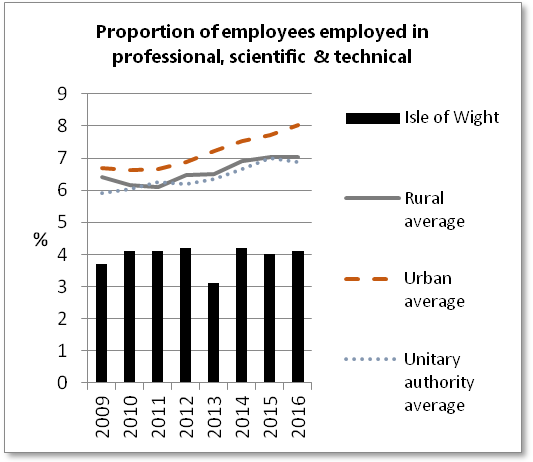 Proportion of employees employed in
professional, scientific & technical
9
8
7
6
5
4
3
2
1
0
%
2009
2010
2011
2012
2013
2014
2015
2016
Isle of Wight
Rural
average
Urban
average
Unitary
authority
average